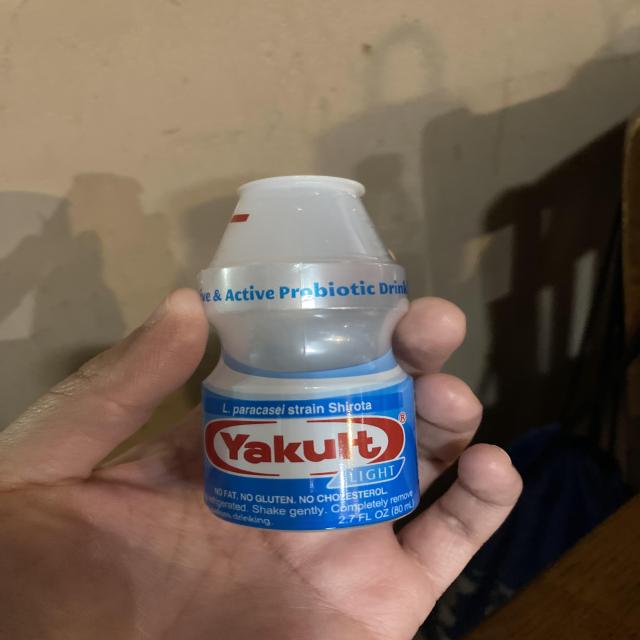 & Active Probiotic Drink
L. paracasei strain Shirota
Yakult®
LIGHT
NO FAT. NO GLUTEN. NO CHOLESTEROL.
Shake gently. Completely remove
drinking.
2.7 FL OZ (80 mL)